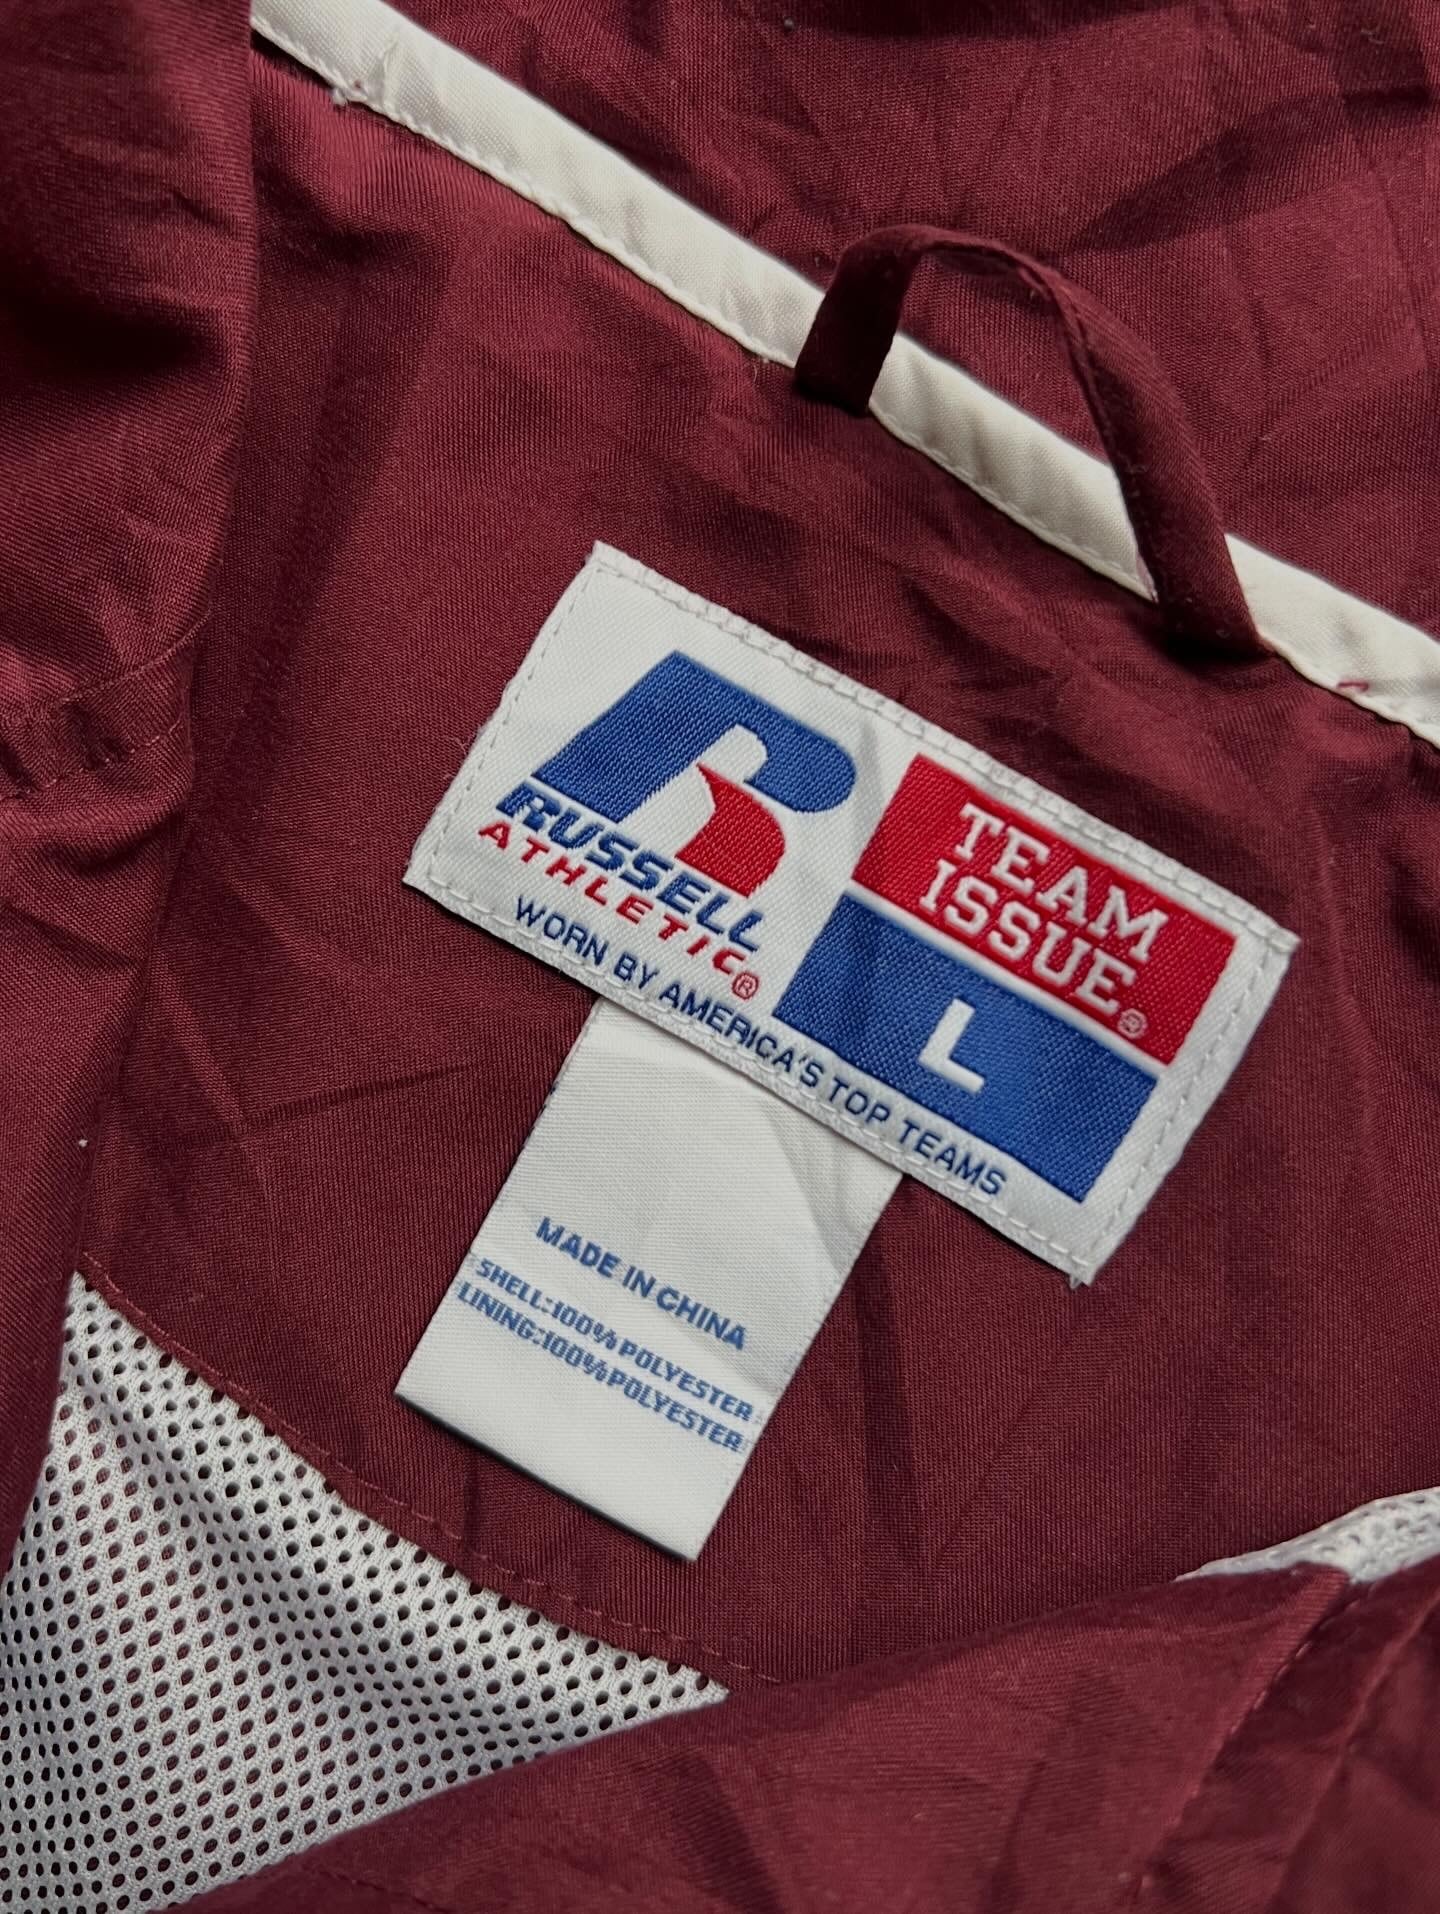 RUSSELL
ATHLETIC®
WORN BY AMERICA'S TOP TEAMS
TEAM
ISSUE®
L
MADE IN CHINA
SHELL:100%POLYESTER
LINING:100%POLYESTER